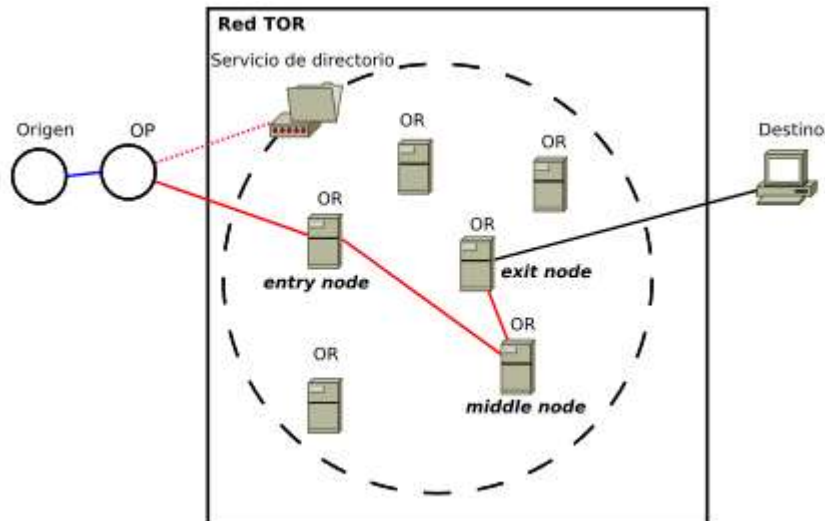 Red TOR
Servicio de directorio
Origen
OP
OR
OR
Destino
OR
OR
entry node
exit node
OR
OR
middle node